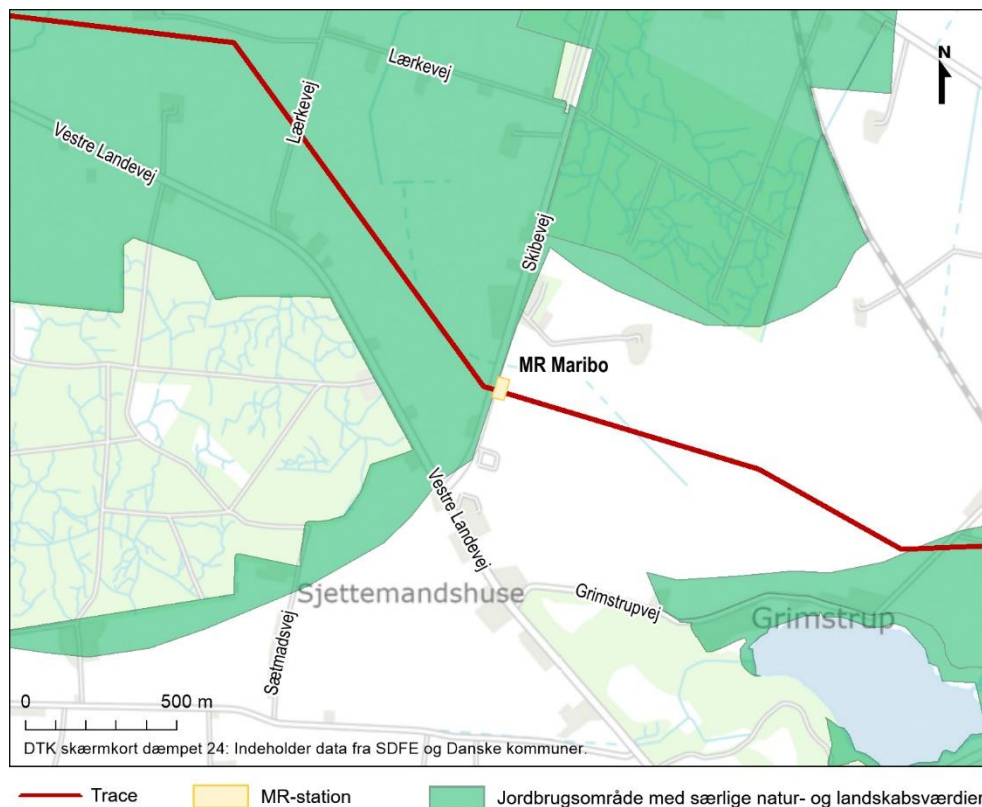 Lærkevej
N
Lærkevej
Vestre Landevej
Skibevej
MR Maribo
Vestre Landevej
Sjettemandshuse
Grimstrupvej
Grimstrup
Sætmadsvej
0 500 m
DTK skærmkort dæmpet 24: Indeholder data fra SDFE og Danske kommuner.
Trace MR-station Jordbrugsområde med særlige natur- og landskabsværdier